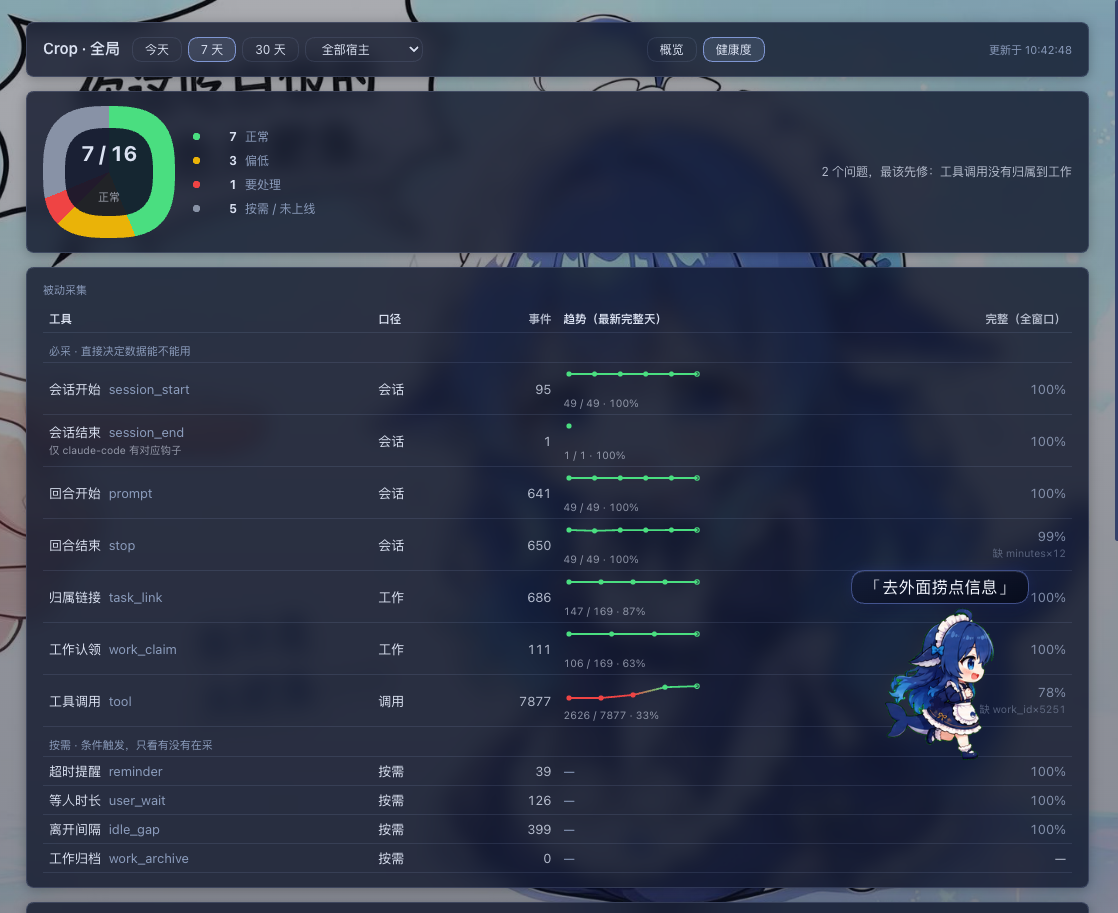 Crop · 全局 今天 7 天 30 天 全部宿主 概览 健康度 更新于 10:42:48
7 / 16
正常
7 正常
3 偏低
1 要处理
5 按需 / 未上线
2 个问题，最该先修：工具调用没有归属到工作
被动采集
工具 口径 事件 趋势（最新完整天） 完整（全窗口）
必采 · 直接决定数据能不能用
会话开始 session_start 会话 95 49 / 49 · 100% 100%
会话结束 session_end 会话 1 1 / 1 · 100% 100%
仅 claude-code 有对应钩子
回合开始 prompt 会话 641 49 / 49 · 100% 100%
回合结束 stop 会话 650 49 / 49 · 100% 99%
缺 minutes×12
「去外面捞点信息」
归属链接 task_link 工作 686 147 / 169 · 87% 100%
工作认领 work_claim 工作 111 106 / 169 · 63% 100%
工具调用 tool 调用 7877 2626 / 7877 · 33% 78%
缺 work_id×5251
按需 · 条件触发，只看有没有在采
超时提醒 reminder 按需 39 — 100%
等人时长 user_wait 按需 126 — 100%
离开间隔 idle_gap 按需 399 — 100%
工作归档 work_archive 按需 0 — —